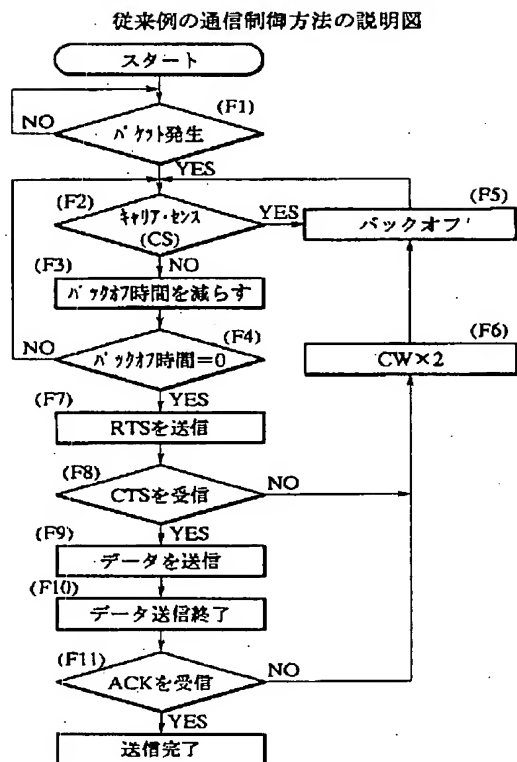 従来例の通信制御方法の説明図
スタート
(F1)
NO
パケット発生
YES
(F2)
キャリア・センス
(CS)
YES
(F5)
バックオフ
(F3)
NO
バックオフ時間を減らす
(F4)
NO
バックオフ時間=0
(F6)
CW×2
(F7)
YES
RTSを送信
(F8)
NO
CTSを受信
(F9)
YES
データを送信
(F10)
データ送信終了
(F11)
NO
ACKを受信
YES
送信完了